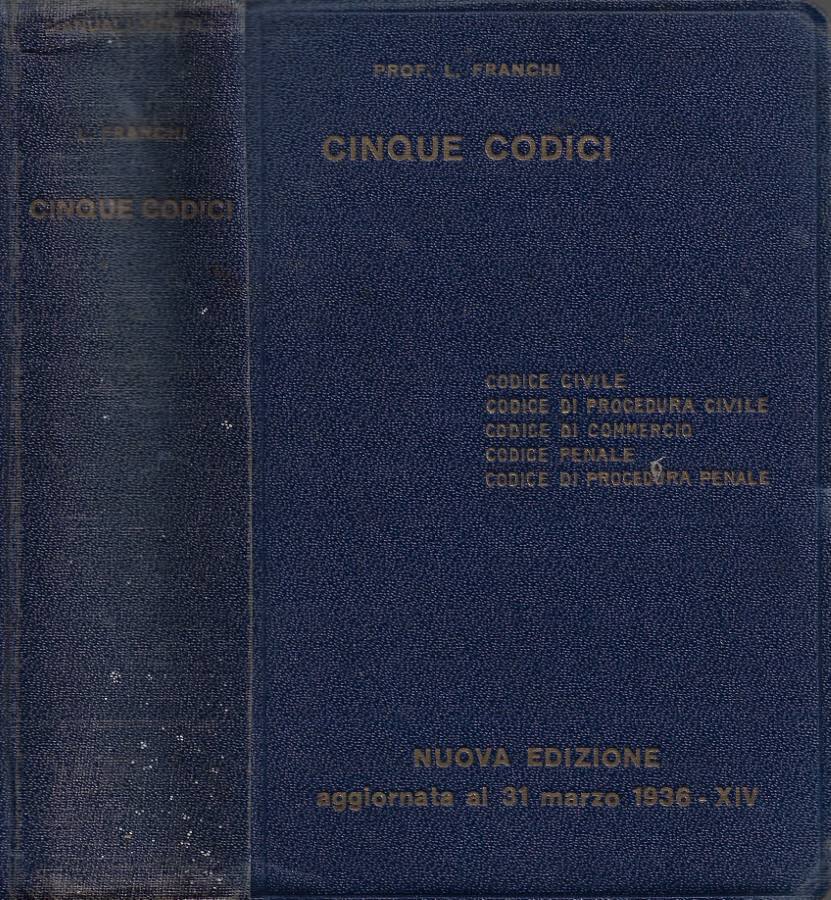 L. FRANCHI
CINQUE CODICI
PROF. L. FRANCHI
CINQUE CODICI
CODICE CIVILE
CODICE DI PROCEDURA CIVILE
CODICE DI COMMERCIO
CODICE PENALE
CODICE DI PROCEDURA PENALE
NUOVA EDIZIONE
aggiornata al 31 marzo 1936 - XIV